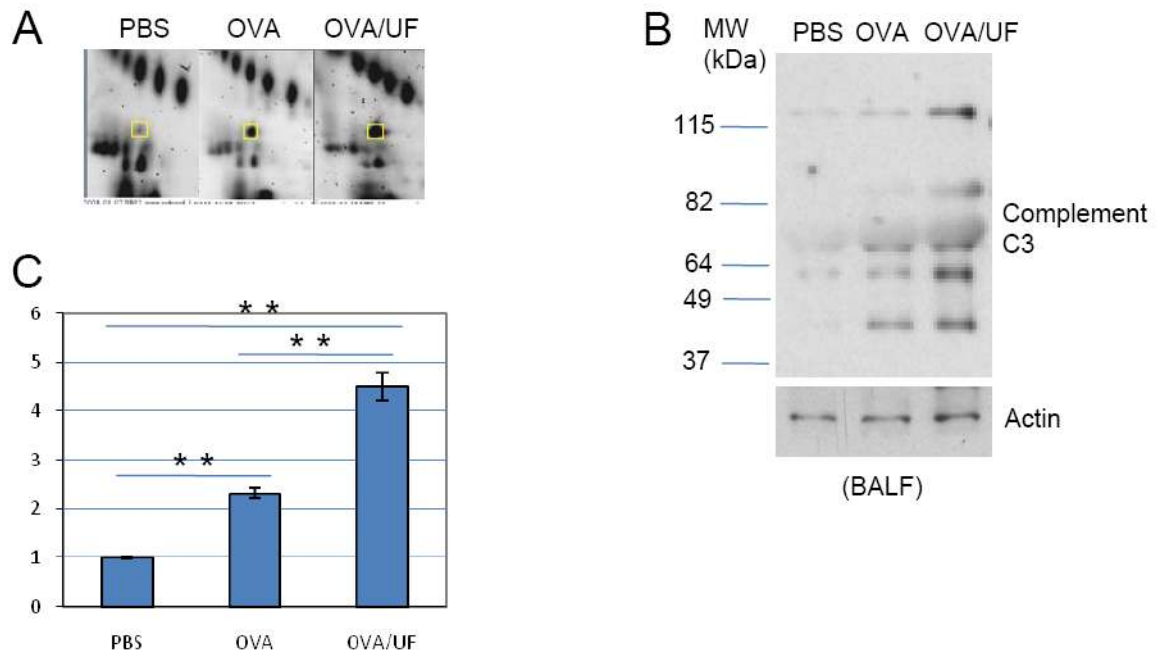 A
PBS OVA OVA/UF
B
MW
(kDa)
PBS OVA OVA/UF
115
82
64
49
37
Complement
C3
Actin
(BALF)
C
6
5
4
3
2
1
0
* *
* *
* *
PBS OVA OVA/UF